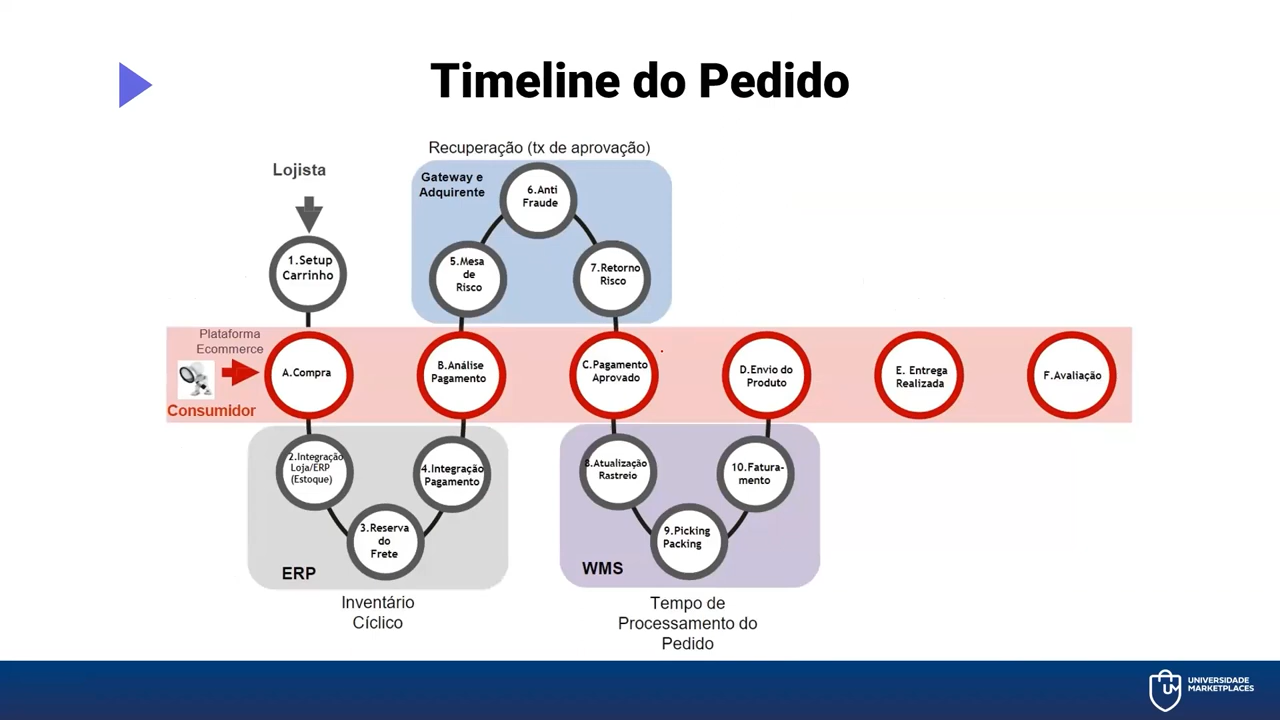 Timeline do Pedido
Recuperação (tx de aprovação)
Lojista
Gateway e
Adquirente
6.Anti
Fraude
1.Setup
Carrinho
5.Mesa
de
Risco
7.Retorno
Risco
Plataforma
Ecommerce
Consumidor
A.Compra
B.Análise
Pagamento
C.Pagamento
Aprovado
D.Envio do
Produto
E. Entrega
Realizada
F.Avaliação
2.Integração
Loja/ERP
(Estoque)
4.Integração
Pagamento
3.Reserva
do
Frete
ERP
Inventário
Cíclico
8.Atualização
Rastreio
10.Fatura-
mento
9.Picking
Packing
WMS
Tempo de
Processamento do
Pedido
UM
UNIVERSIDADE
MARKETPLACES